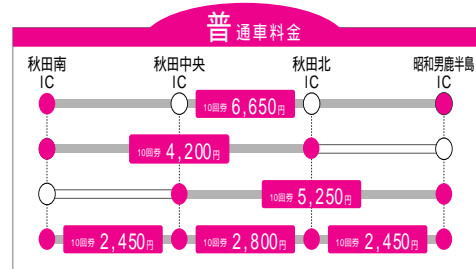 普通車料金
秋田南 秋田中央 秋田北 昭和男鹿半島
IC IC IC IC
10回券 6,650円
10回券 4,200円
10回券 5,250円
10回券 2,450円 10回券 2,800円 10回券 2,450円